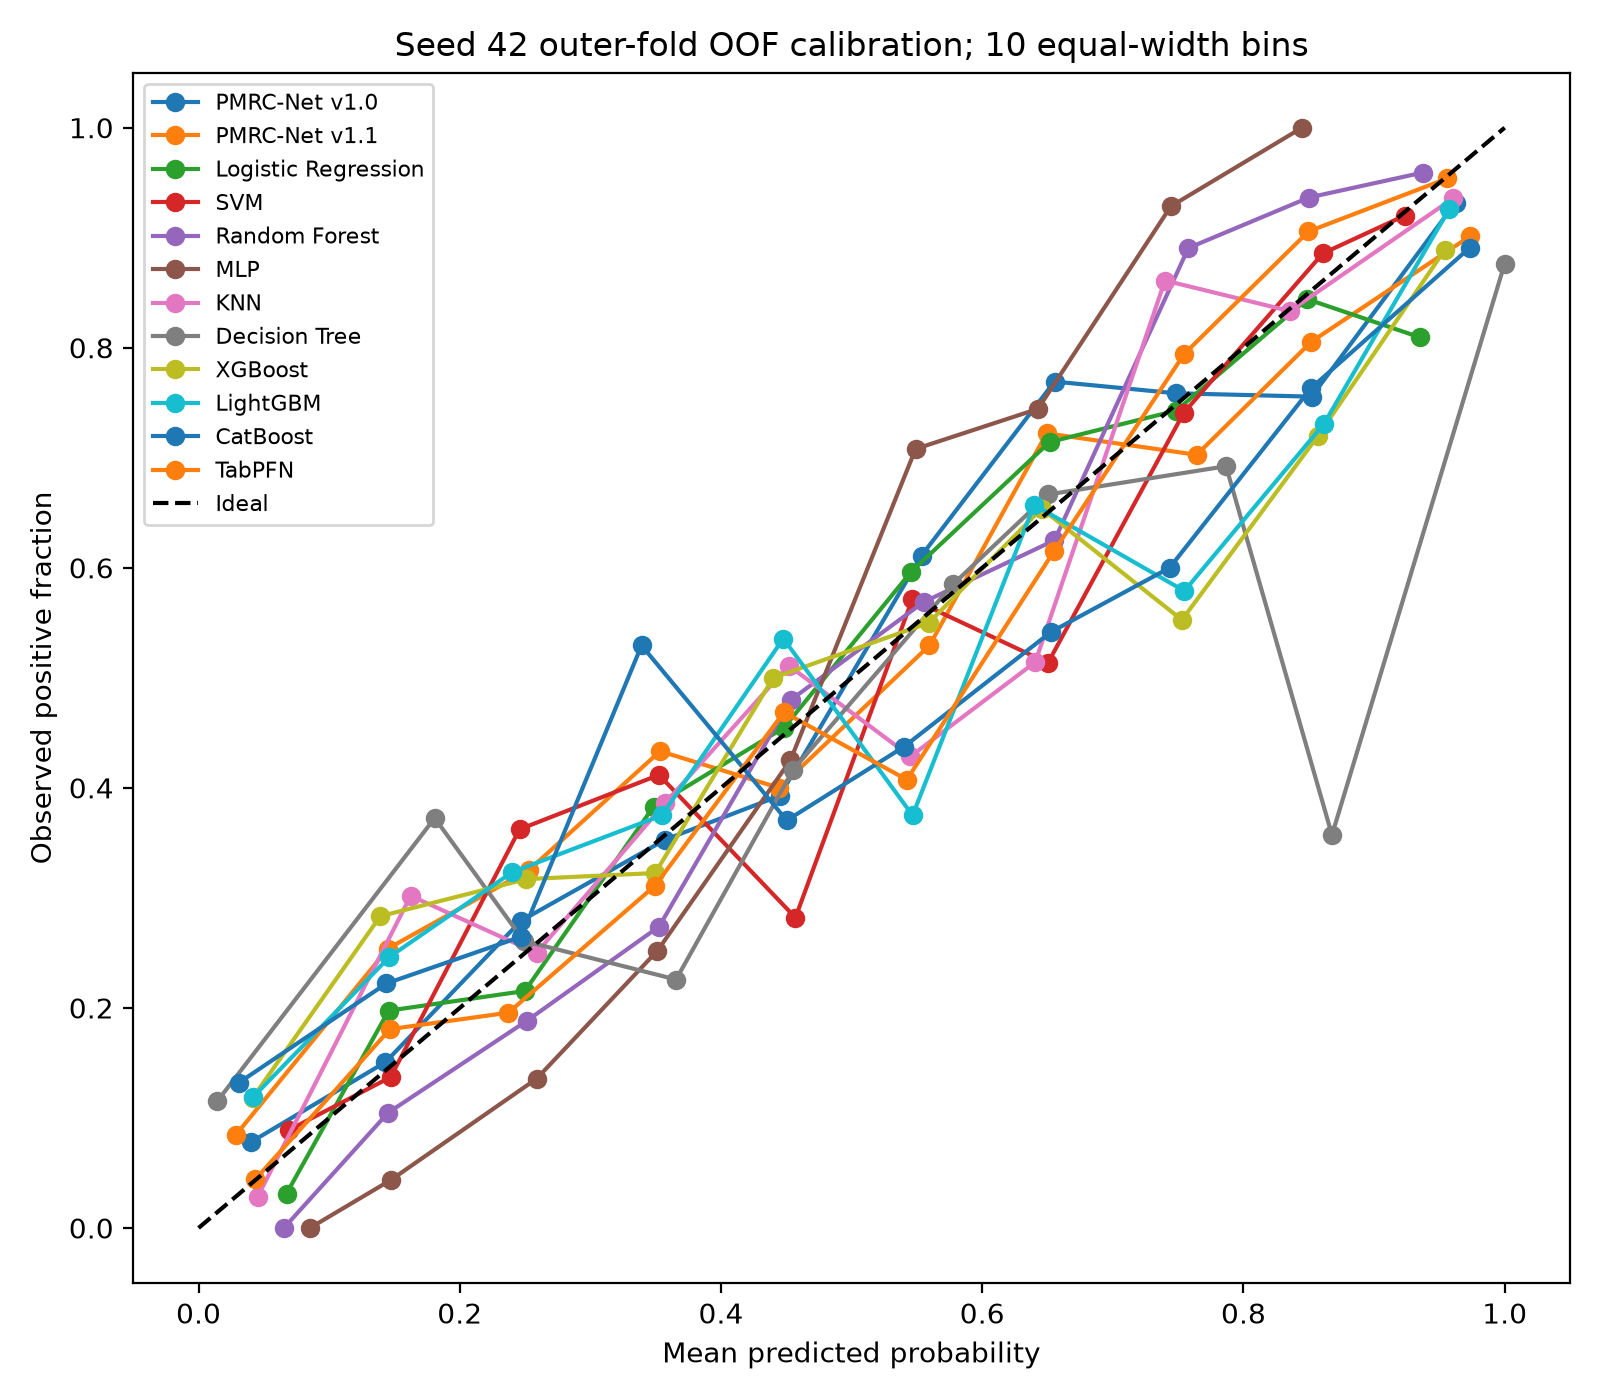 Seed 42 outer-fold OOF calibration; 10 equal-width bins
PMRC-Net v1.0
PMRC-Net v1.1
Logistic Regression
SVM
Random Forest
MLP
KNN
Decision Tree
XGBoost
LightGBM
CatBoost
TabPFN
Ideal
Observed positive fraction
1.0
0.8
0.6
0.4
0.2
0.0
0.0 0.2 0.4 0.6 0.8 1.0
Mean predicted probability